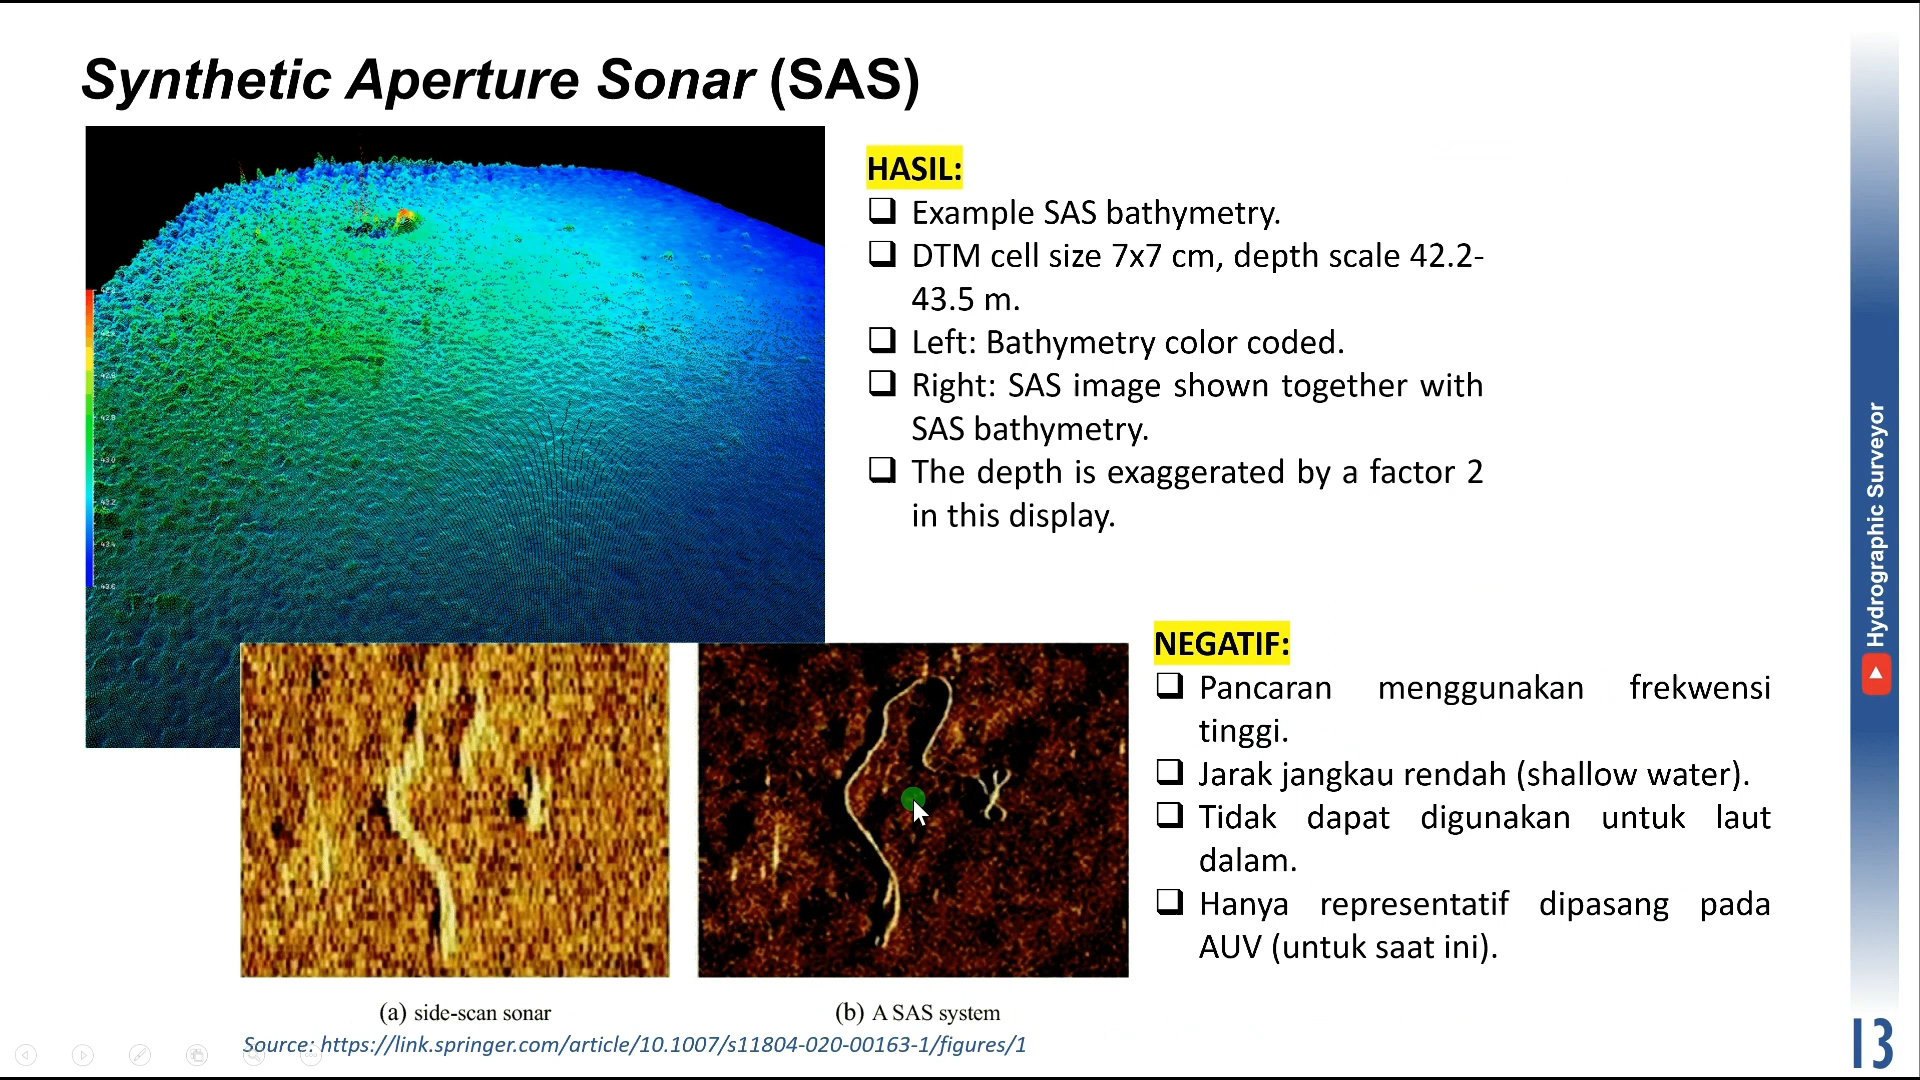 Synthetic Aperture Sonar (SAS)
HASIL:
Example SAS bathymetry.
DTM cell size 7x7 cm, depth scale 42.2-
43.5 m.
Left: Bathymetry color coded.
Right: SAS image shown together with
SAS bathymetry.
The depth is exaggerated by a factor 2
in this display.
NEGATIF:
Pancaran menggunakan frekwensi
tinggi.
Jarak jangkau rendah (shallow water).
Tidak dapat digunakan untuk laut
dalam.
Hanya representatif dipasang pada
AUV (untuk saat ini).
(a) side-scan sonar
(b) A SAS system
Source: https://link.springer.com/article/10.1007/s11804-020-00163-1/figures/1
Hydrographic Surveyor
13